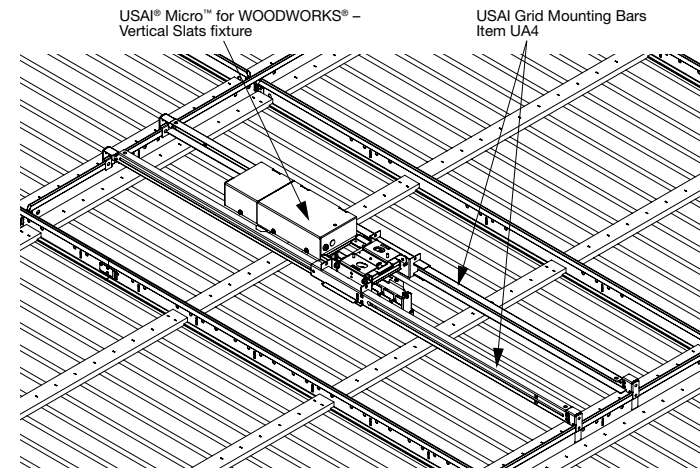 USAI® Micro™ for WOODWORKS® –
Vertical Slats fixture
USAI Grid Mounting Bars
Item UA4